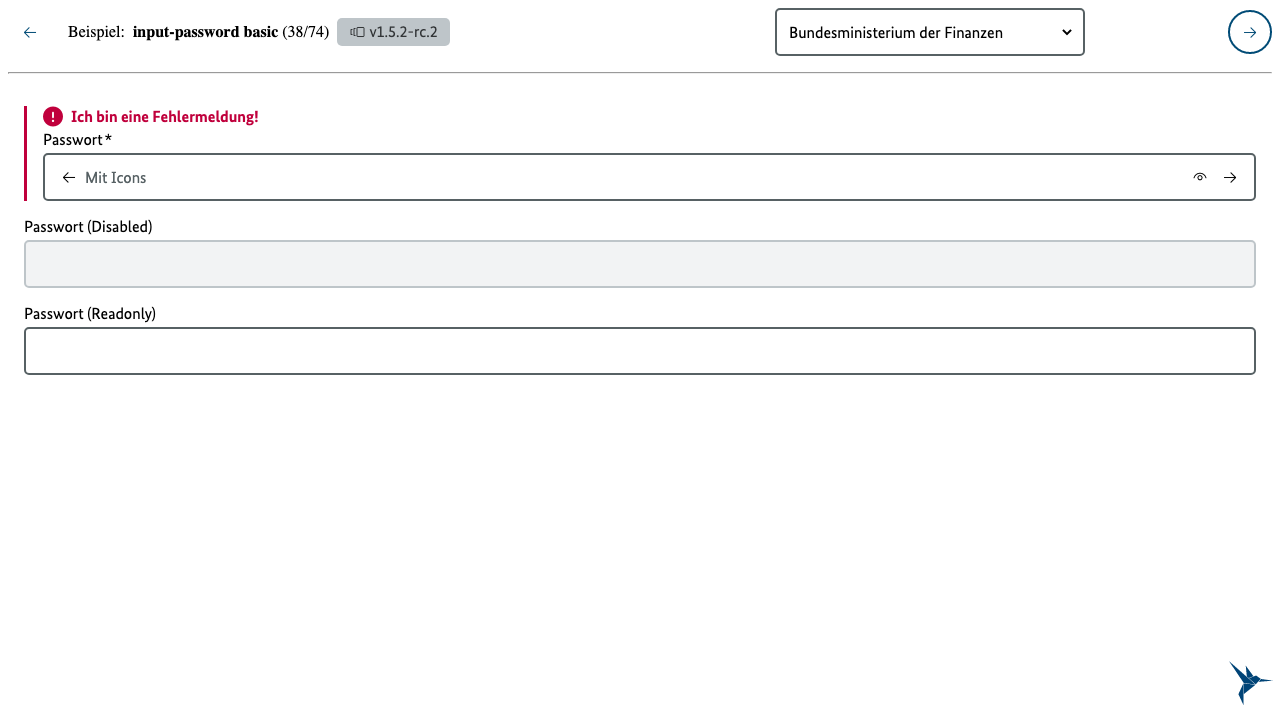 Beispiel: input-password basic (38/74) v1.5.2-rc.2 Bundesministerium der Finanzen
Ich bin eine Fehlermeldung!
Passwort*
Mit Icons
Passwort (Disabled)
Passwort (Readonly)